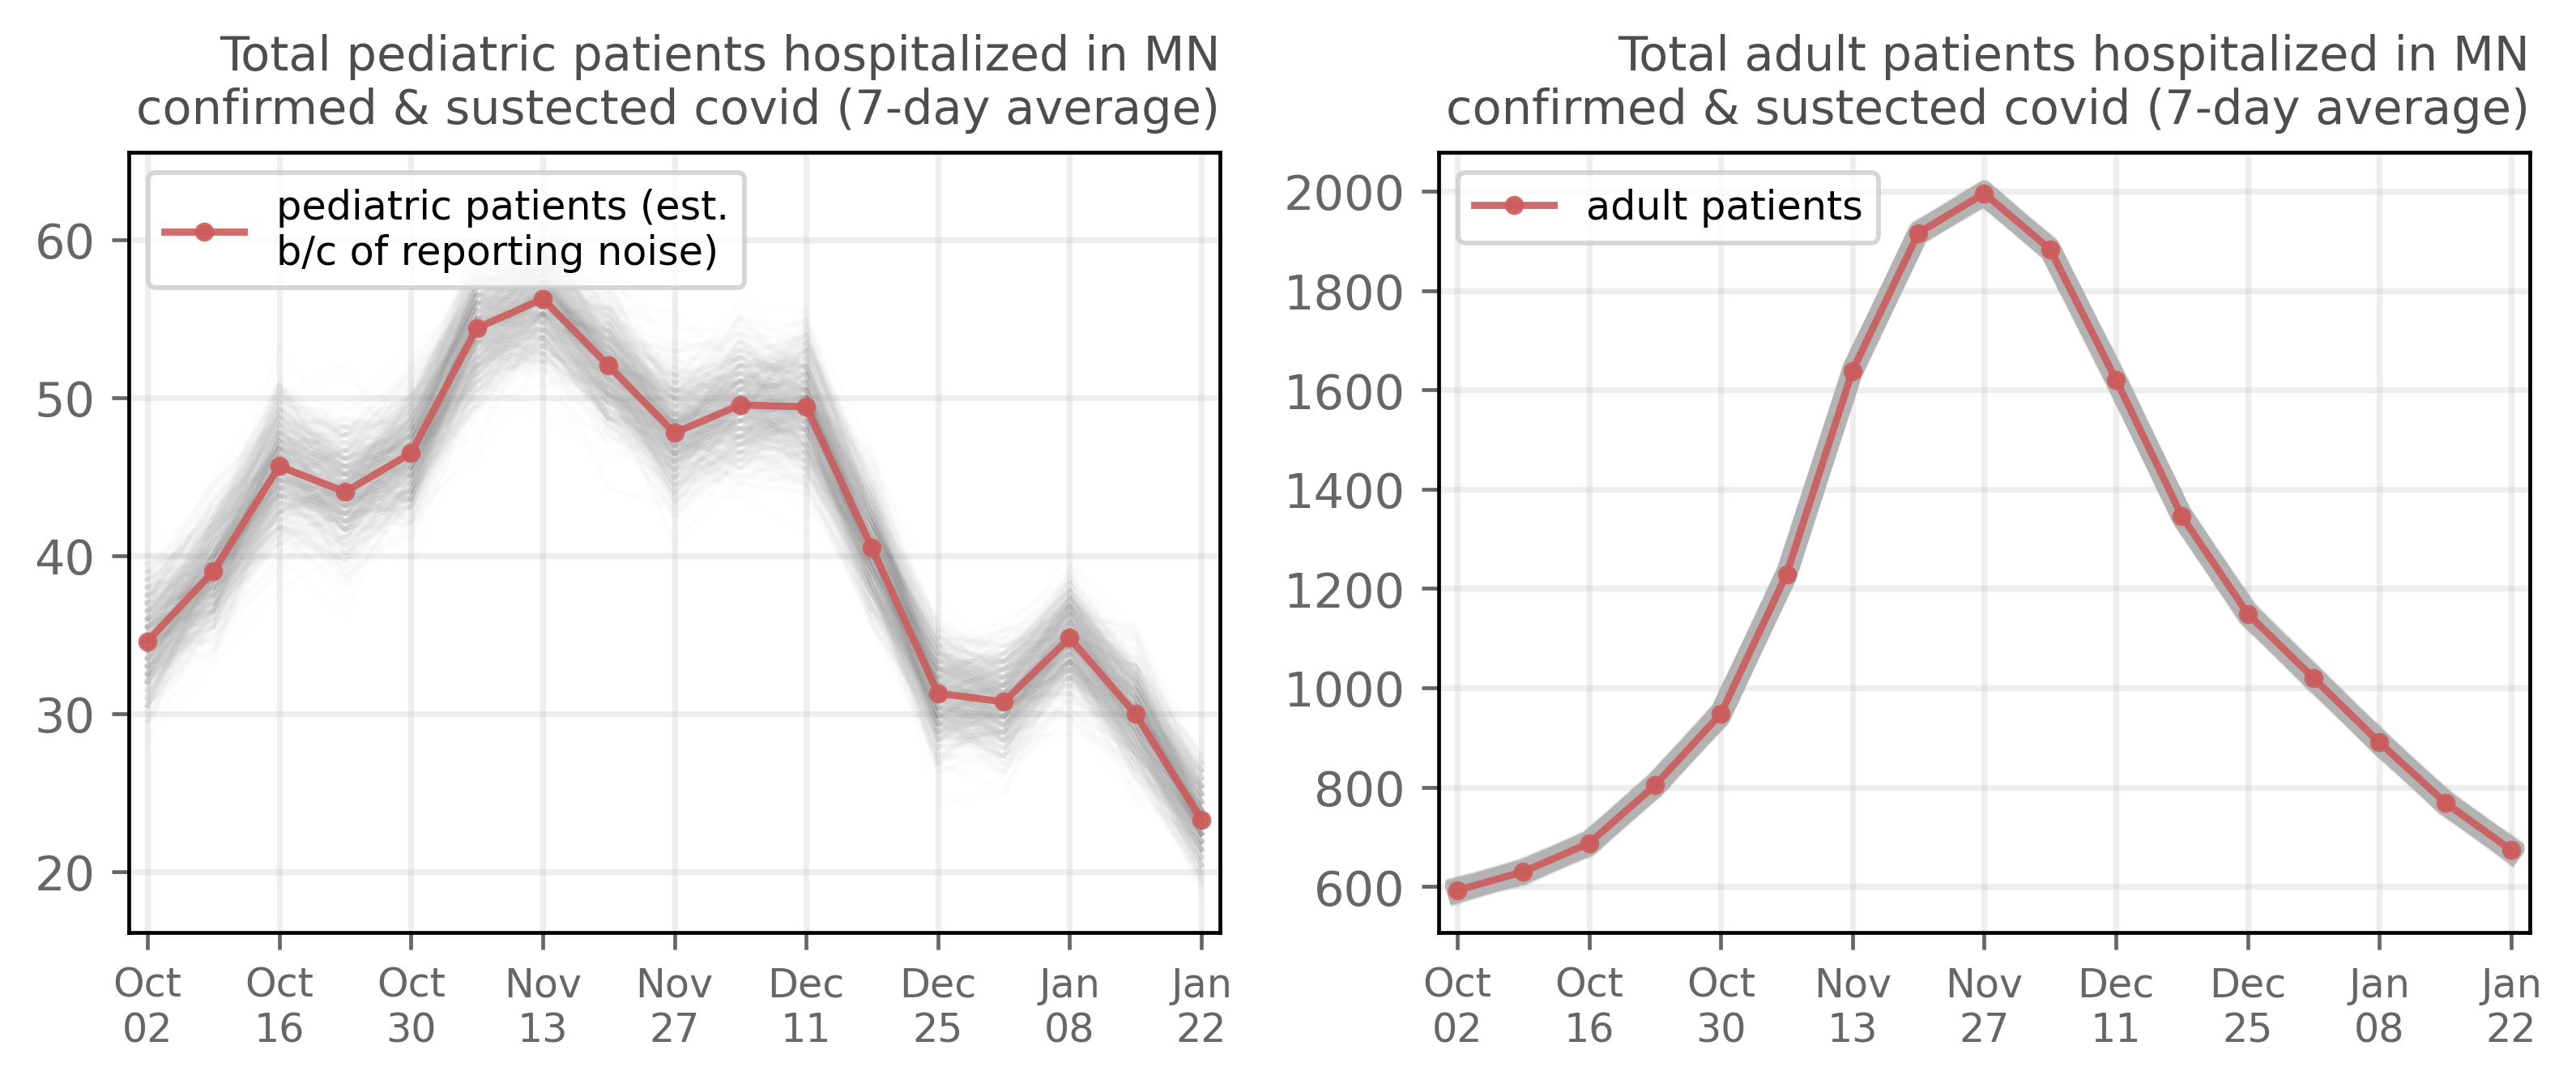 Total pediatric patients hospitalized in MN
confirmed & sustected covid (7-day average)
pediatric patients (est.
b/c of reporting noise)
60
50
40
30
20
Oct Oct Oct Nov Nov Dec Dec Jan Jan
02 16 30 13 27 11 25 08 22
Total adult patients hospitalized in MN
confirmed & sustected covid (7-day average)
adult patients
2000
1800
1600
1400
1200
1000
800
600
Oct Oct Oct Nov Nov Dec Dec Jan Jan
02 16 30 13 27 11 25 08 22